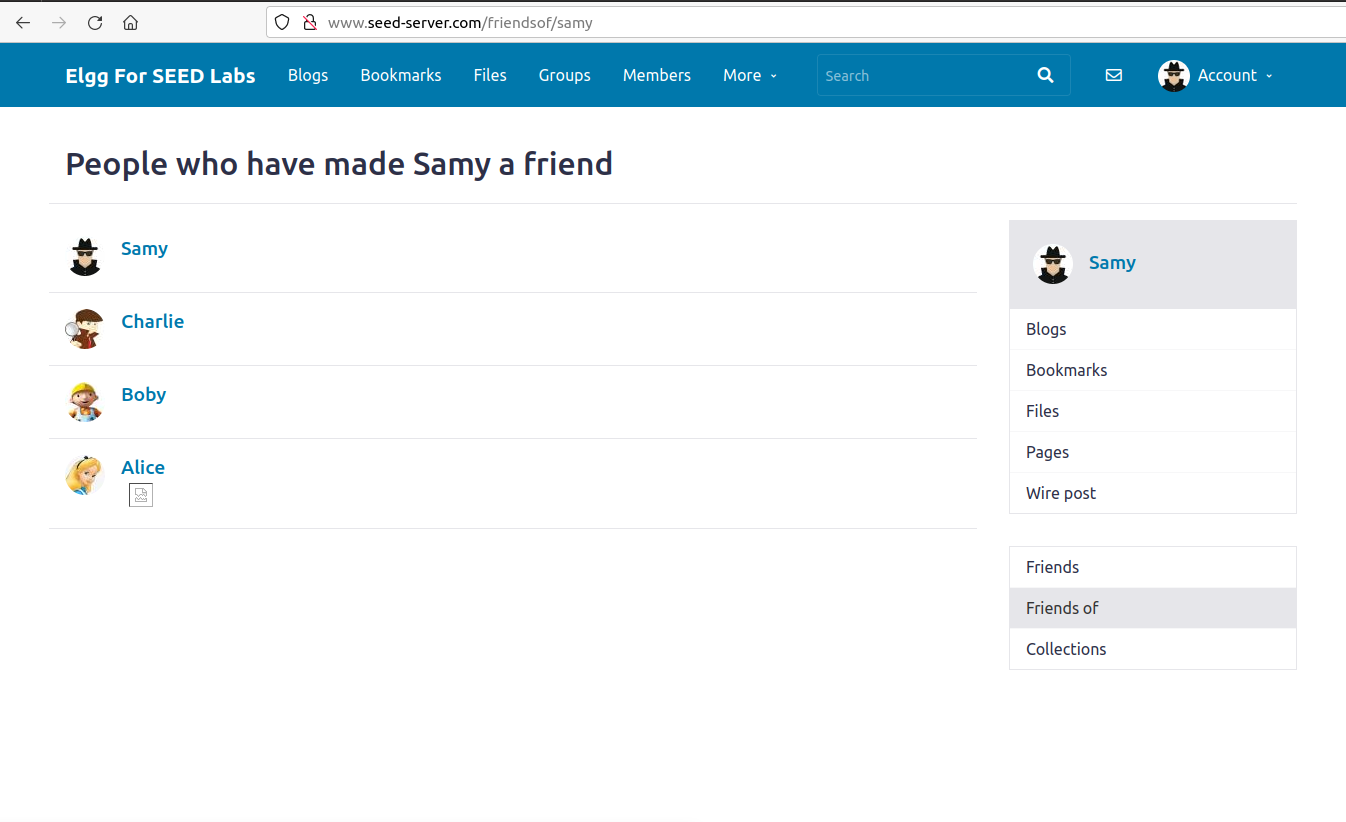 www.seed-server.com/friendsof/samy
Elgg For SEED Labs Blogs Bookmarks Files Groups Members More Search Account
People who have made Samy a friend
Samy
Charlie
Boby
Alice
Samy
Blogs
Bookmarks
Files
Pages
Wire post
Friends
Friends of
Collections